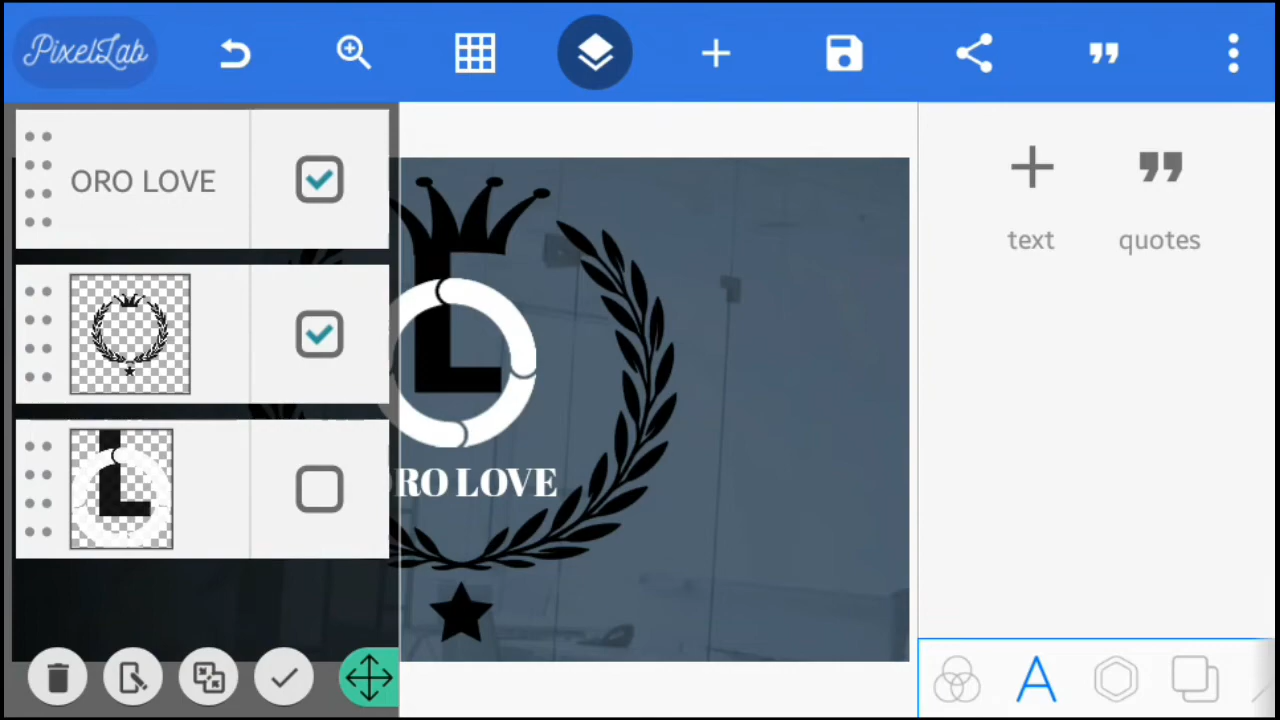 PixelLab
ORO LOVE
L
RO LOVE
L
text
quotes
A